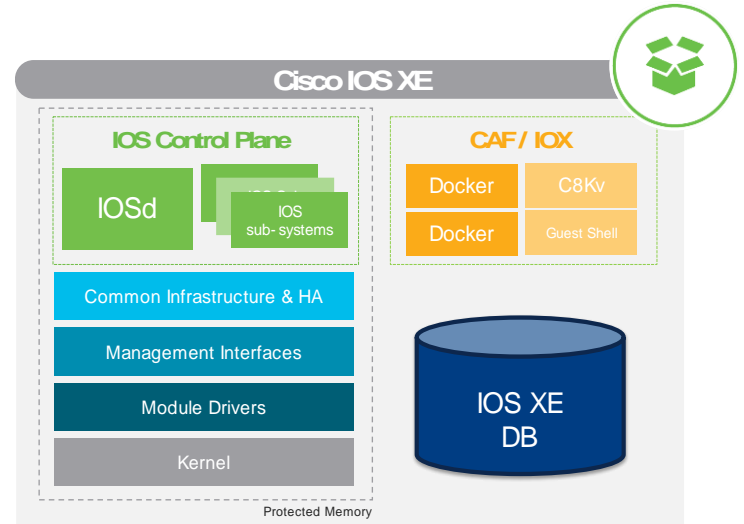 Cisco IOS XE
IOS Control Plane
IOSd
IOS
sub-systems
CAF / IOX
Docker
C8Kv
Docker
Guest Shell
Common Infrastructure & HA
Management Interfaces
Module Drivers
Kernel
IOS XE
DB
Protected Memory